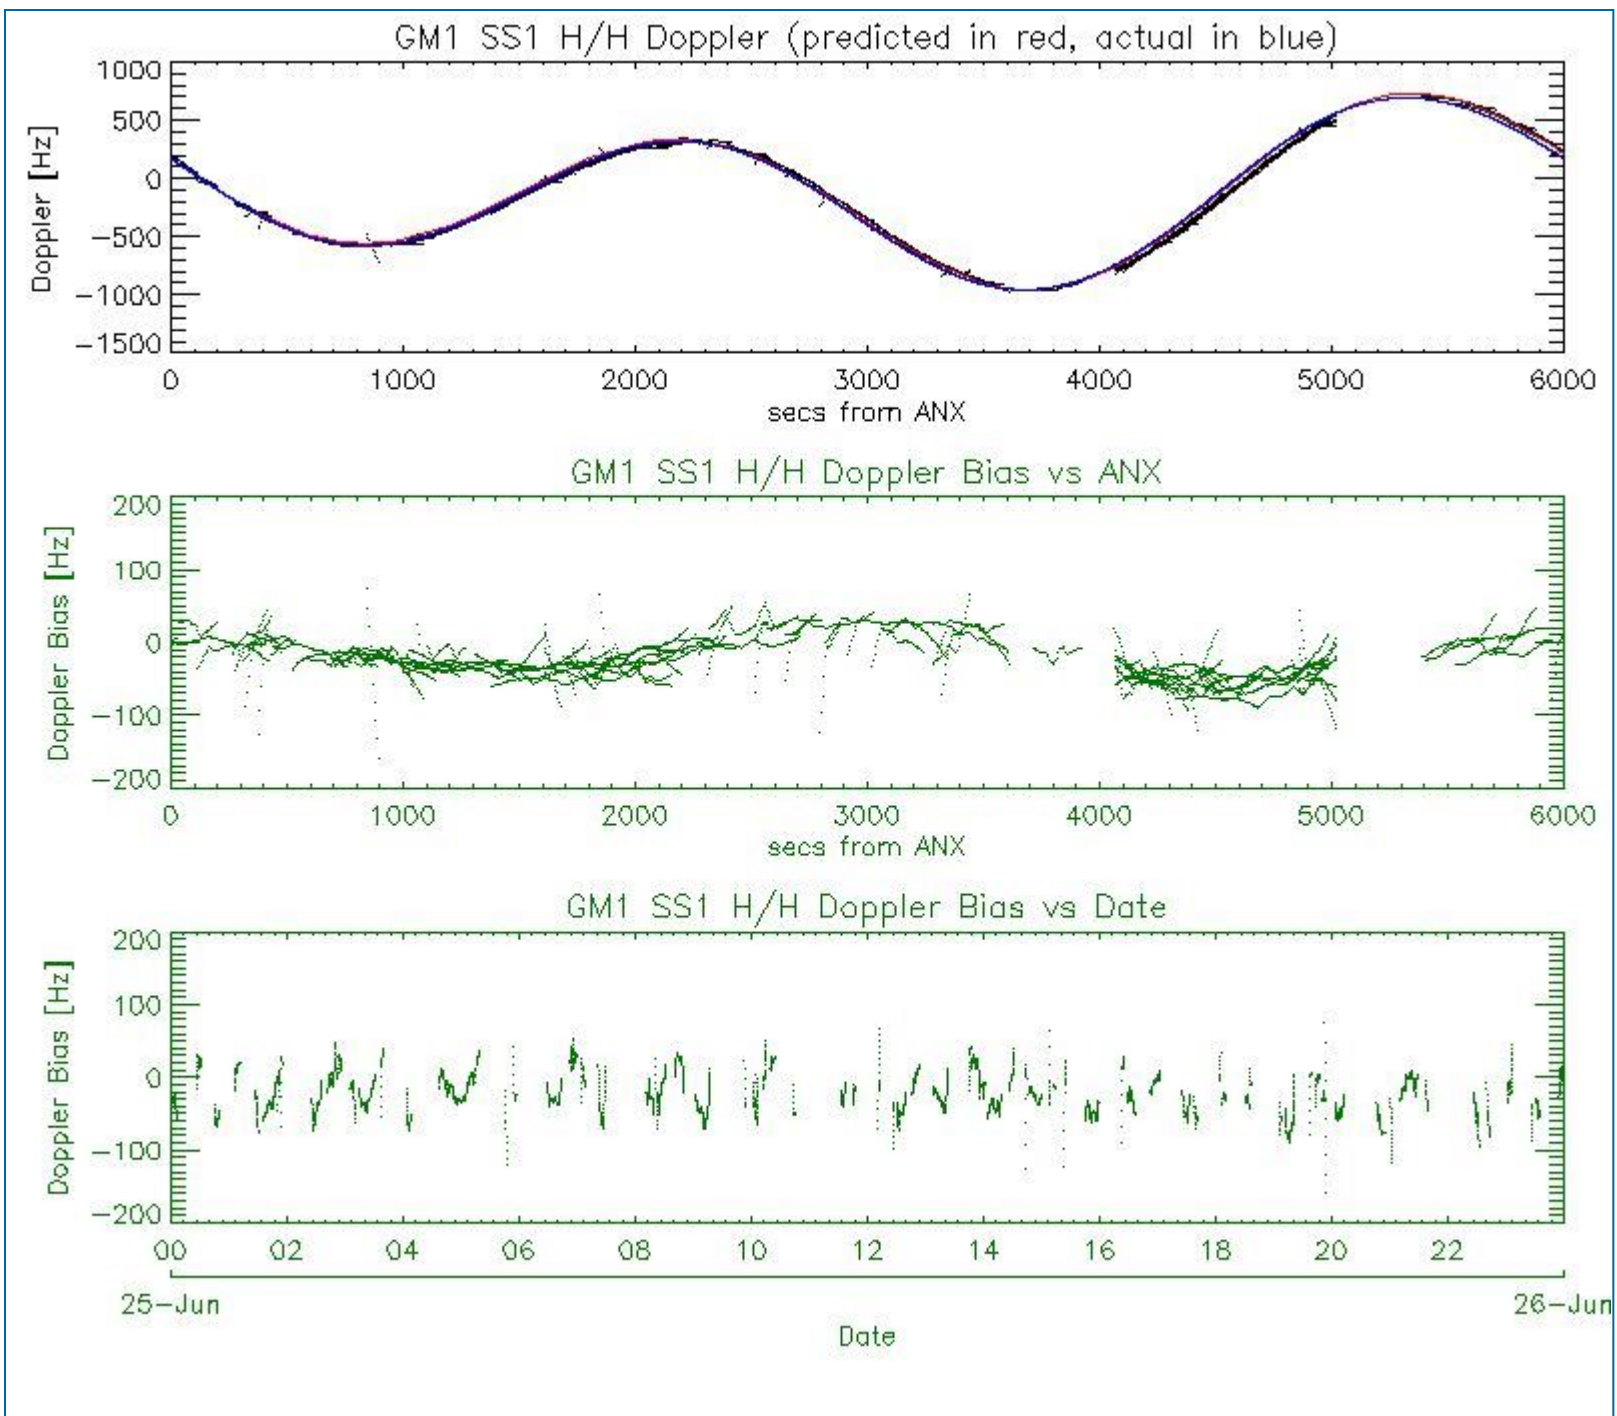 GM1 SS1 H/H Doppler (predicted in red, actual in blue)
1000
500
0
−500
−1000
−1500
Doppler [Hz]
0 1000 2000 3000 4000 5000 6000
secs from ANX
GM1 SS1 H/H Doppler Bias vs ANX
200
100
0
−100
−200
Doppler Bias [Hz]
0 1000 2000 3000 4000 5000 6000
secs from ANX
GM1 SS1 H/H Doppler Bias vs Date
200
100
0
−100
−200
Doppler Bias [Hz]
00 02 04 06 08 10 12 14 16 18 20 22
25−Jun 26−Jun
Date